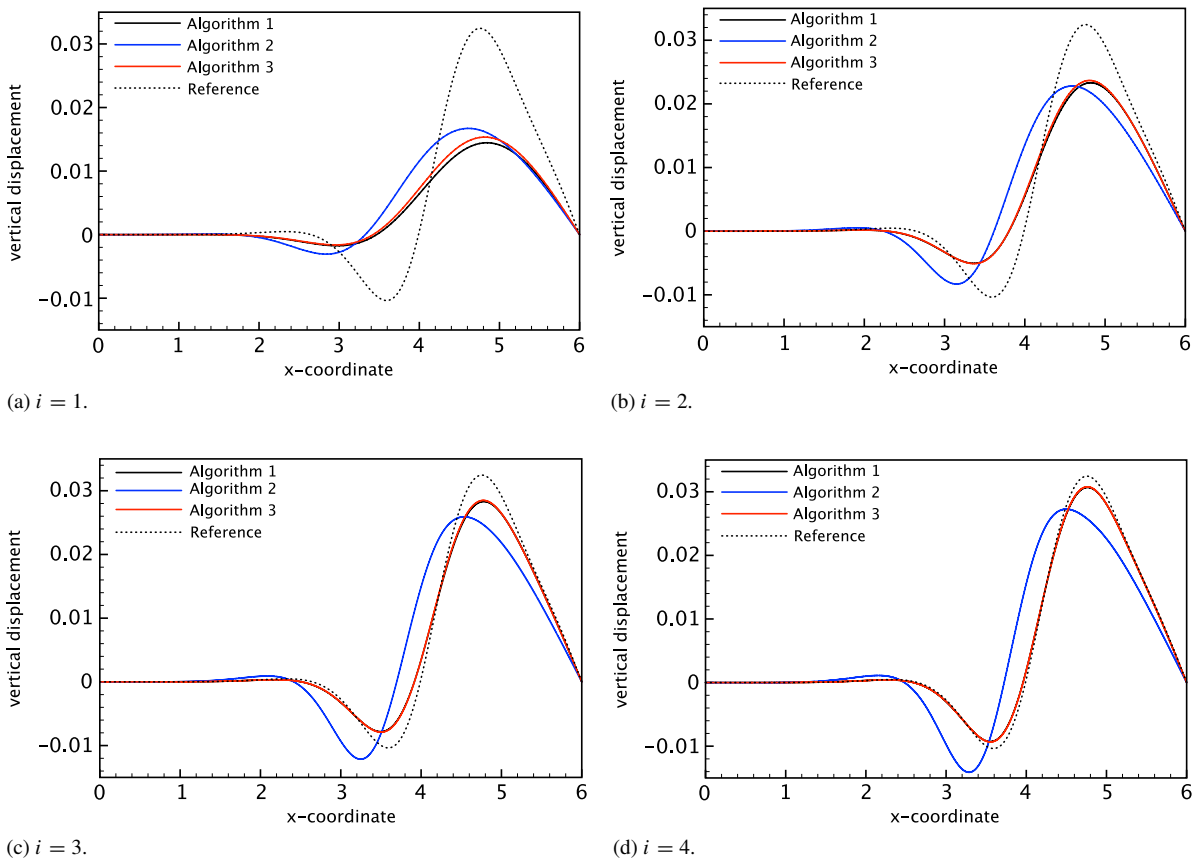 Algorithm 1
Algorithm 2
Algorithm 3
Reference
vertical displacement
0.03
0.02
0.01
0
−0.01
0 1 2 3 4 5 6
x-coordinate
(a) i = 1.
Algorithm 1
Algorithm 2
Algorithm 3
Reference
vertical displacement
0.03
0.02
0.01
0
−0.01
0 1 2 3 4 5 6
x-coordinate
(b) i = 2.
Algorithm 1
Algorithm 2
Algorithm 3
Reference
vertical displacement
0.03
0.02
0.01
0
−0.01
0 1 2 3 4 5 6
x-coordinate
(c) i = 3.
Algorithm 1
Algorithm 2
Algorithm 3
Reference
vertical displacement
0.03
0.02
0.01
0
−0.01
0 1 2 3 4 5 6
x-coordinate
(d) i = 4.